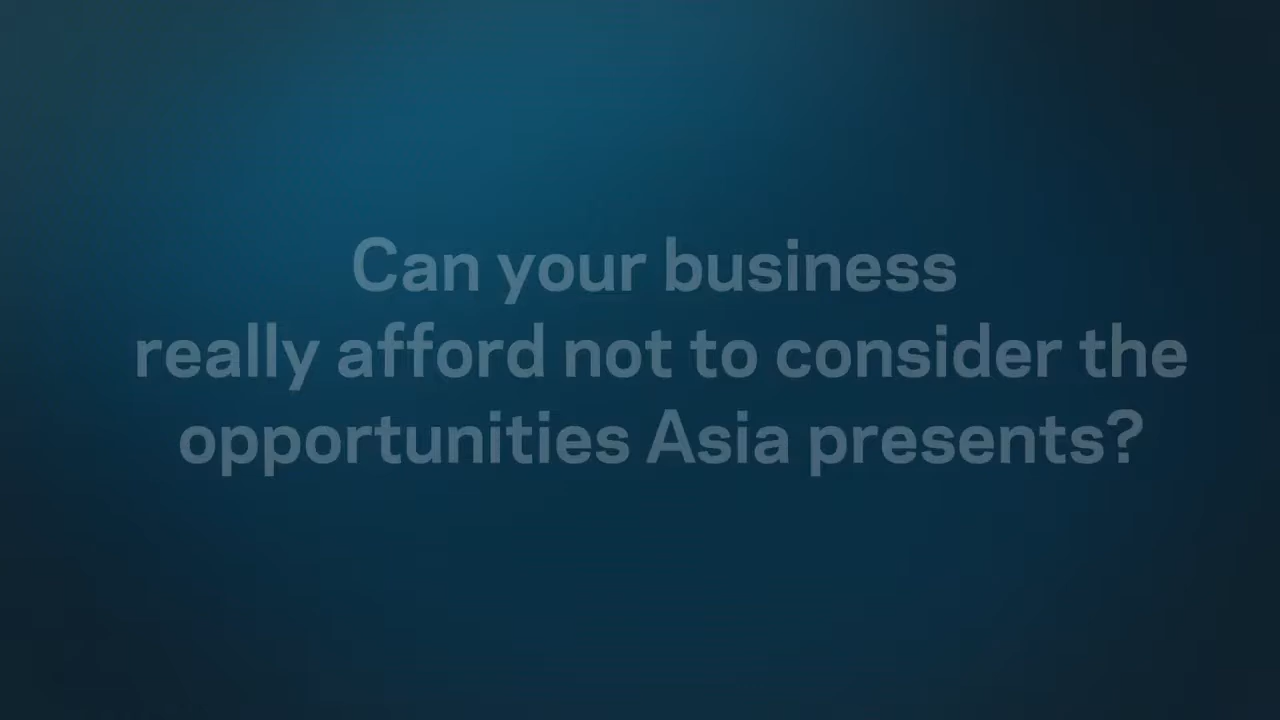 Can your business
really afford not to consider the
opportunities Asia presents?